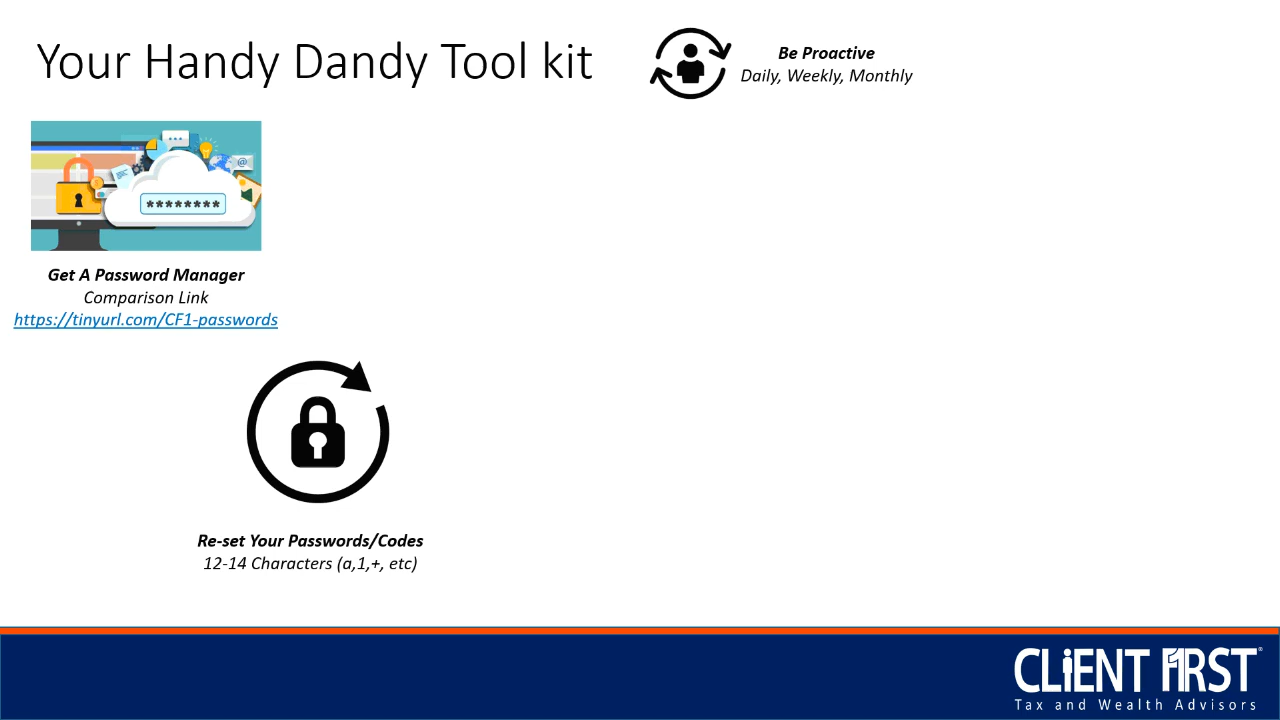 Your Handy Dandy Tool kit
Be Proactive
Daily, Weekly, Monthly
********
@
Get A Password Manager
Comparison Link
https://tinyurl.com/CF1-passwords
Re-set Your Passwords/Codes
12-14 Characters (a,1,+, etc)
CLiENT F1RST®
Tax and Wealth Advisors